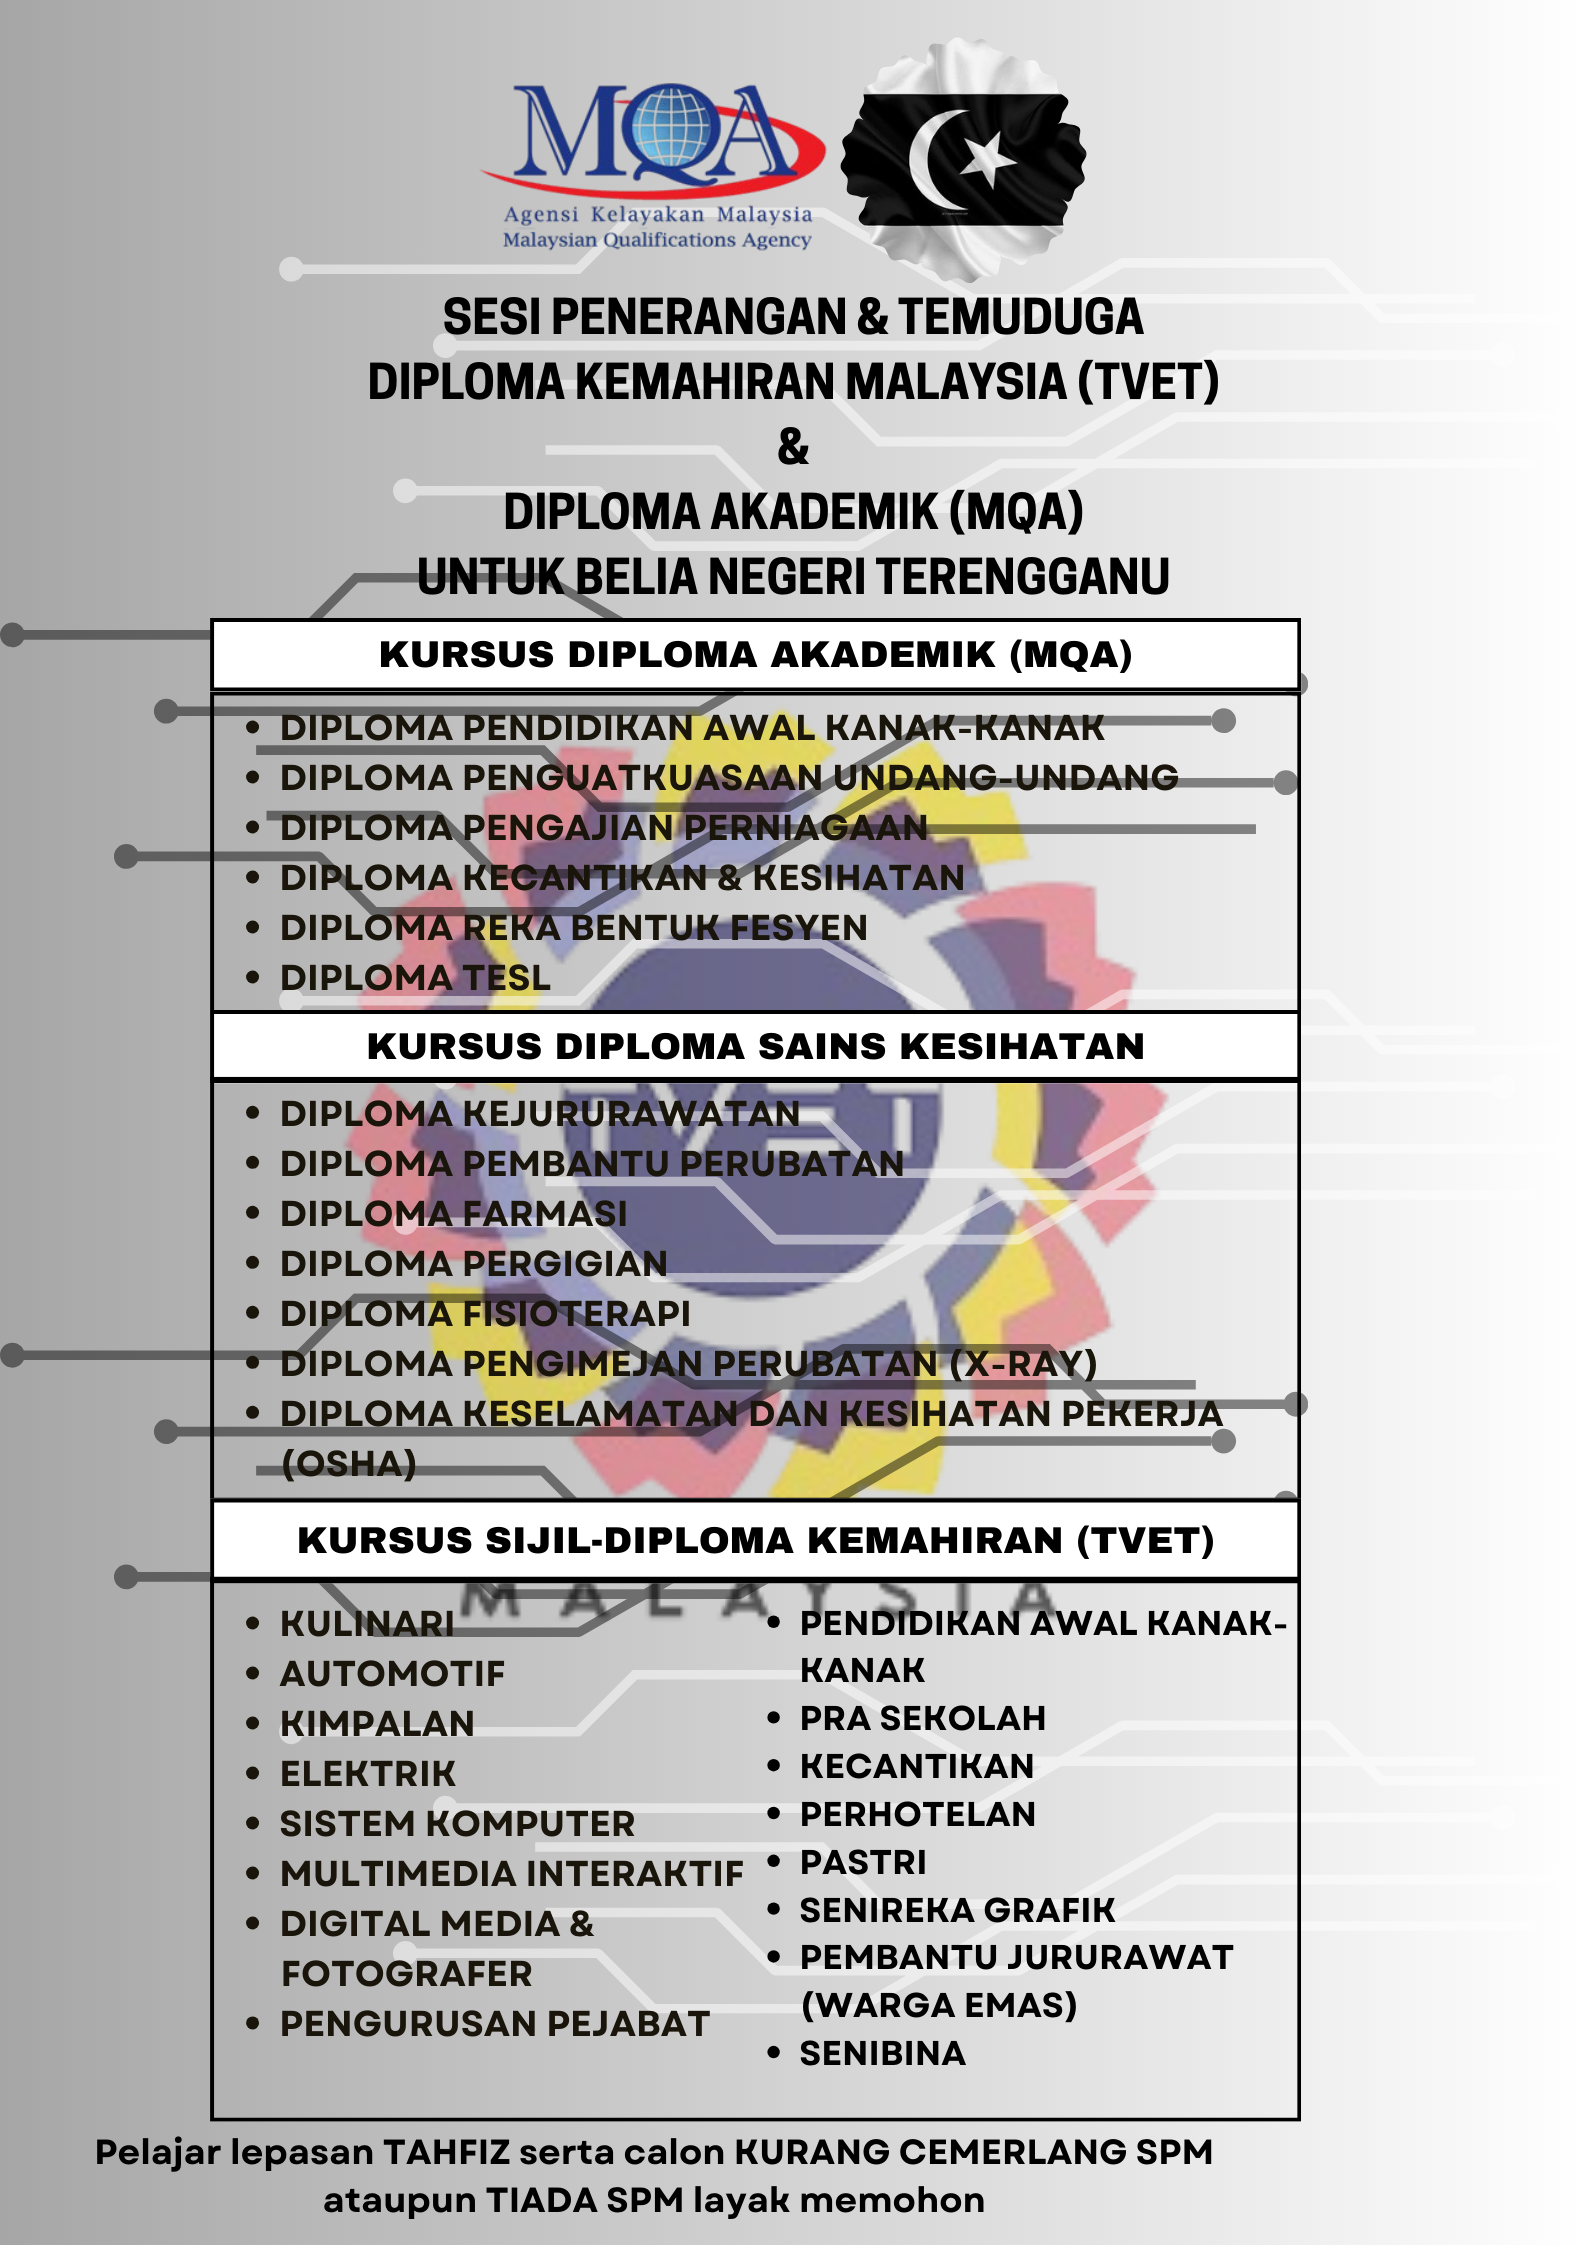 MQA
Agensi Kelayakan Malaysia
Malaysian Qualifications Agency
SESI PENERANGAN & TEMUDUGA
DIPLOMA KEMAHIRAN MALAYSIA (TVET)
&
DIPLOMA AKADEMIK (MQA)
UNTUK BELIA NEGERI TERENGGANU
KURSUS DIPLOMA AKADEMIK (MQA)
• DIPLOMA PENDIDIKAN AWAL KANAK-KANAK
• DIPLOMA PENGUATKUASAAN UNDANG-UNDANG
• DIPLOMA PENGAJIAN PERNIAGAAN
• DIPLOMA KECANTIKAN & KESIHATAN
• DIPLOMA REKA BENTUK FESYEN
• DIPLOMA TESL
KURSUS DIPLOMA SAINS KESIHATAN
TVET
• DIPLOMA KEJURURAWATAN
• DIPLOMA PEMBANTU PERUBATAN
• DIPLOMA FARMASI
• DIPLOMA PERGIGIAN
• DIPLOMA FISIOTERAPI
• DIPLOMA PENGIMEJAN PERUBATAN (X-RAY)
• DIPLOMA KESELAMATAN DAN KESIHATAN PEKERJA
(OSHA)
KURSUS SIJIL-DIPLOMA KEMAHIRAN (TVET)
MALAYSIA
• KULINARI
• AUTOMOTIF
• KIMPALAN
• ELEKTRIK
• SISTEM KOMPUTER
• MULTIMEDIA INTERAKTIF
• DIGITAL MEDIA &
FOTOGRAFER
• PENGURUSAN PEJABAT
• PENDIDIKAN AWAL KANAK-
KANAK
• PRA SEKOLAH
• KECANTIKAN
• PERHOTELAN
• PASTRI
• SENIREKA GRAFIK
• PEMBANTU JURURAWAT
(WARGA EMAS)
• SENIBINA
Pelajar lepasan TAHFIZ serta calon KURANG CEMERLANG SPM
ataupun TIADA SPM layak memohon